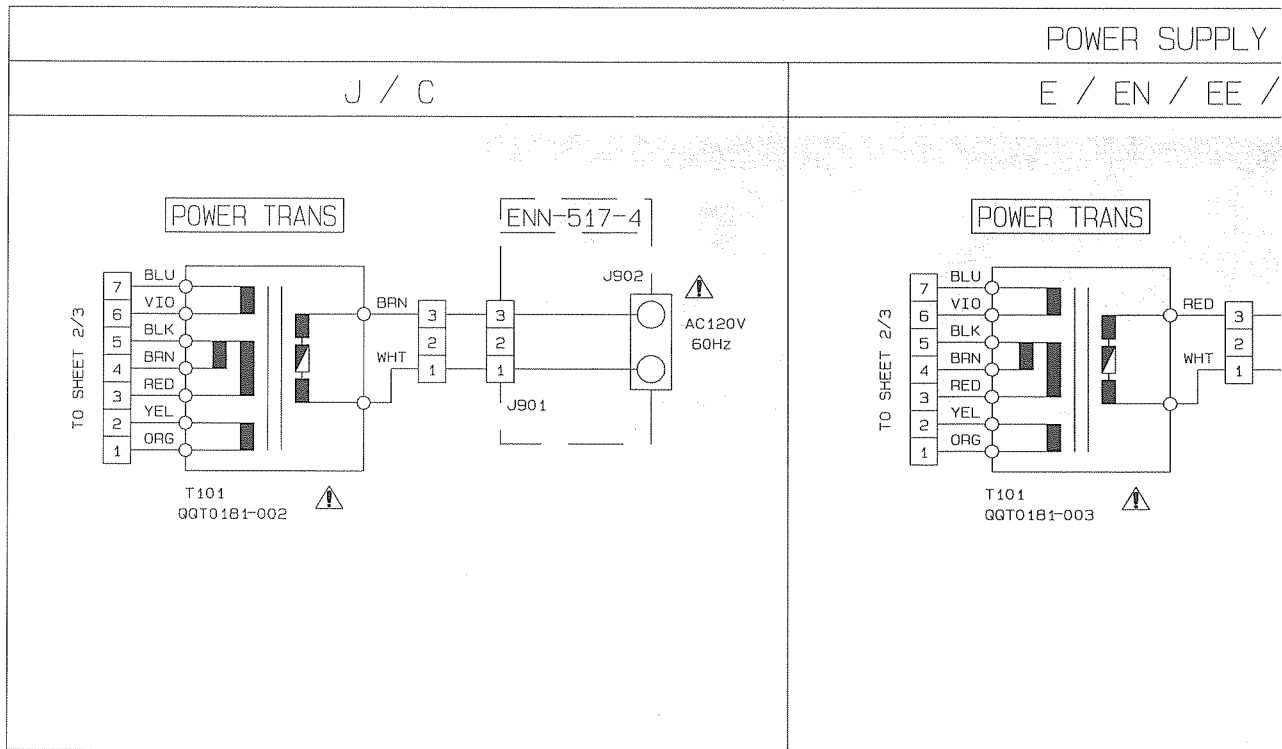 POWER SUPPLY
J / C
E / EN / EE /
POWER TRANS
ENN-517-4
TO SHEET 2/3
7
BLU
6
VIO
5
BLK
4
BRN
3
RED
2
YEL
1
ORG
BRN
WHT
3
2
1
3
2
1
J901
J902
AC120V
60Hz
T101
QQT0181-002
POWER TRANS
TO SHEET 2/3
7
BLU
6
VIO
5
BLK
4
BRN
3
RED
2
YEL
1
ORG
RED
WHT
3
2
1
T101
QQT0181-003